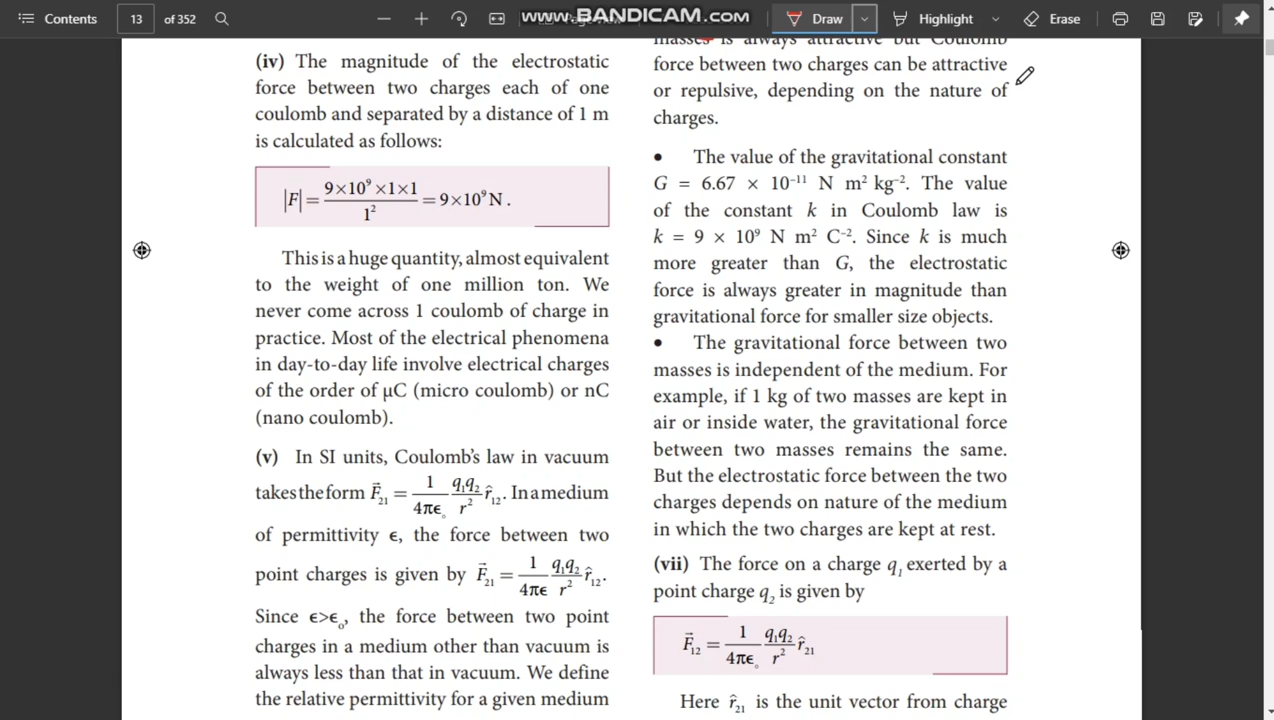 Contents 13 of 352 www.BANDICAM.com Draw Highlight Erase
(iv) The magnitude of the electrostatic
force between two charges each of one
coulomb and separated by a distance of 1 m
is calculated as follows:
|F| = 9×10⁹×1×1 / 1² = 9×10⁹ N .
This is a huge quantity, almost equivalent
to the weight of one million ton. We
never come across 1 coulomb of charge in
practice. Most of the electrical phenomena
in day-to-day life involve electrical charges
of the order of μC (micro coulomb) or nC
(nano coulomb).
(v) In SI units, Coulomb's law in vacuum
takes the form F⃗₂₁ = 1/4πϵ₀ q₁q₂/r² r̂₁₂. In a medium
of permittivity ϵ, the force between two
point charges is given by F⃗₂₁ = 1/4πϵ q₁q₂/r² r̂₁₂.
Since ϵ>ϵ₀, the force between two point
charges in a medium other than vacuum is
always less than that in vacuum. We define
the relative permittivity for a given medium
masses is always attractive but Coulomb
force between two charges can be attractive
or repulsive, depending on the nature of
charges.
• The value of the gravitational constant
G = 6.67 × 10⁻¹¹ N m² kg⁻². The value
of the constant k in Coulomb law is
k = 9 × 10⁹ N m² C⁻². Since k is much
more greater than G, the electrostatic
force is always greater in magnitude than
gravitational force for smaller size objects.
• The gravitational force between two
masses is independent of the medium. For
example, if 1 kg of two masses are kept in
air or inside water, the gravitational force
between two masses remains the same.
But the electrostatic force between the two
charges depends on nature of the medium
in which the two charges are kept at rest.
(vii) The force on a charge q₁ exerted by a
point charge q₂ is given by
F⃗₁₂ = 1/4πϵ₀ q₁q₂/r² r̂₂₁
Here r̂₂₁ is the unit vector from charge